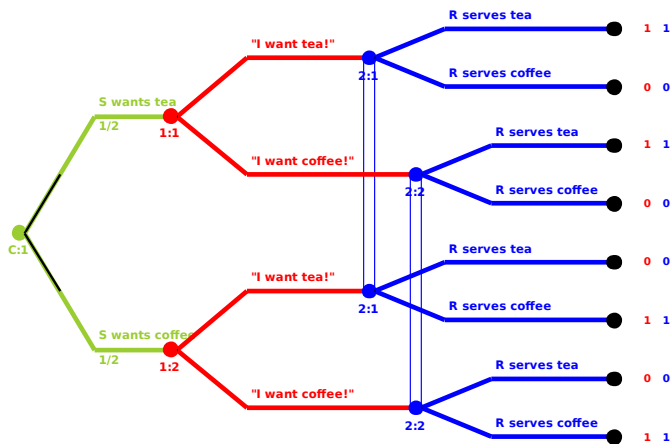 R serves tea
1 1
"I want tea!"
2:1
R serves coffee
0 0
S wants tea
1/2
1:1
R serves tea
1 1
"I want coffee!"
2:2
R serves coffee
0 0
C:1
R serves tea
0 0
"I want tea!"
2:1
R serves coffee
1 1
S wants coffee
1/2
1:2
R serves tea
0 0
"I want coffee!"
2:2
R serves coffee
1 1